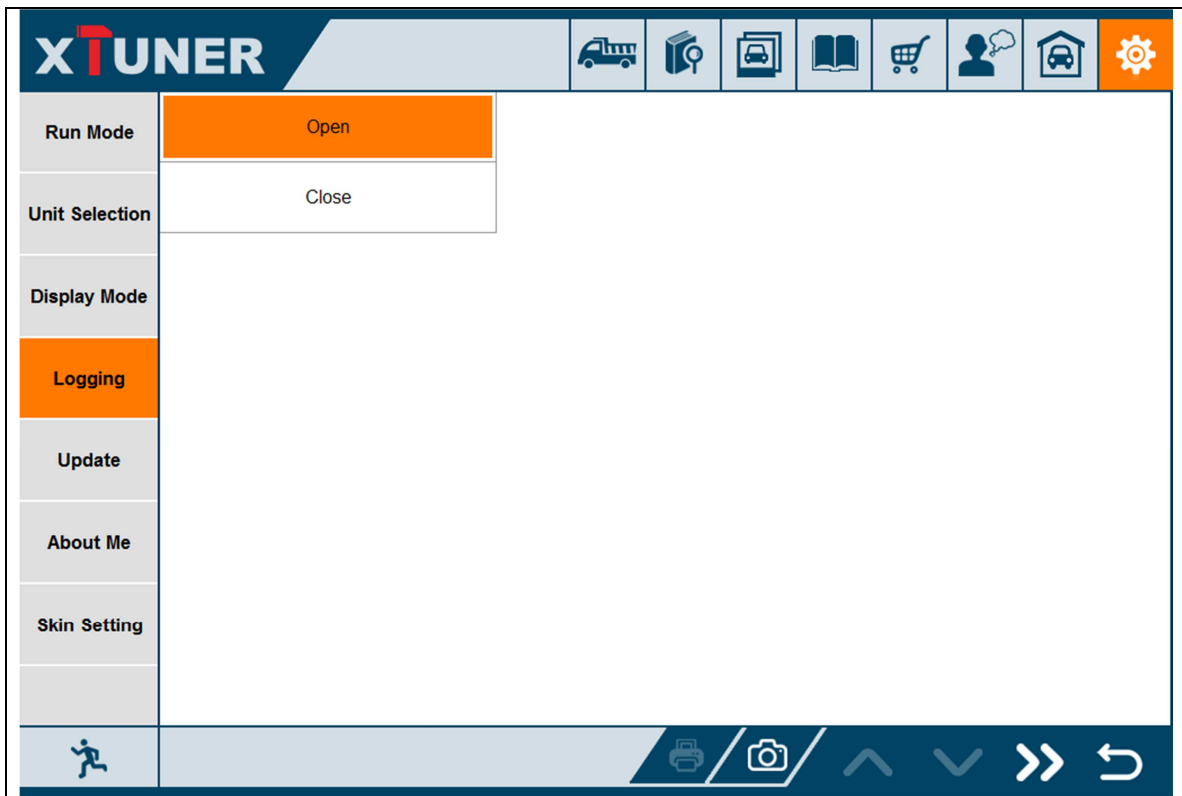 XTUNER
Run Mode
Open
Close
Unit Selection
Display Mode
Logging
Update
About Me
Skin Setting